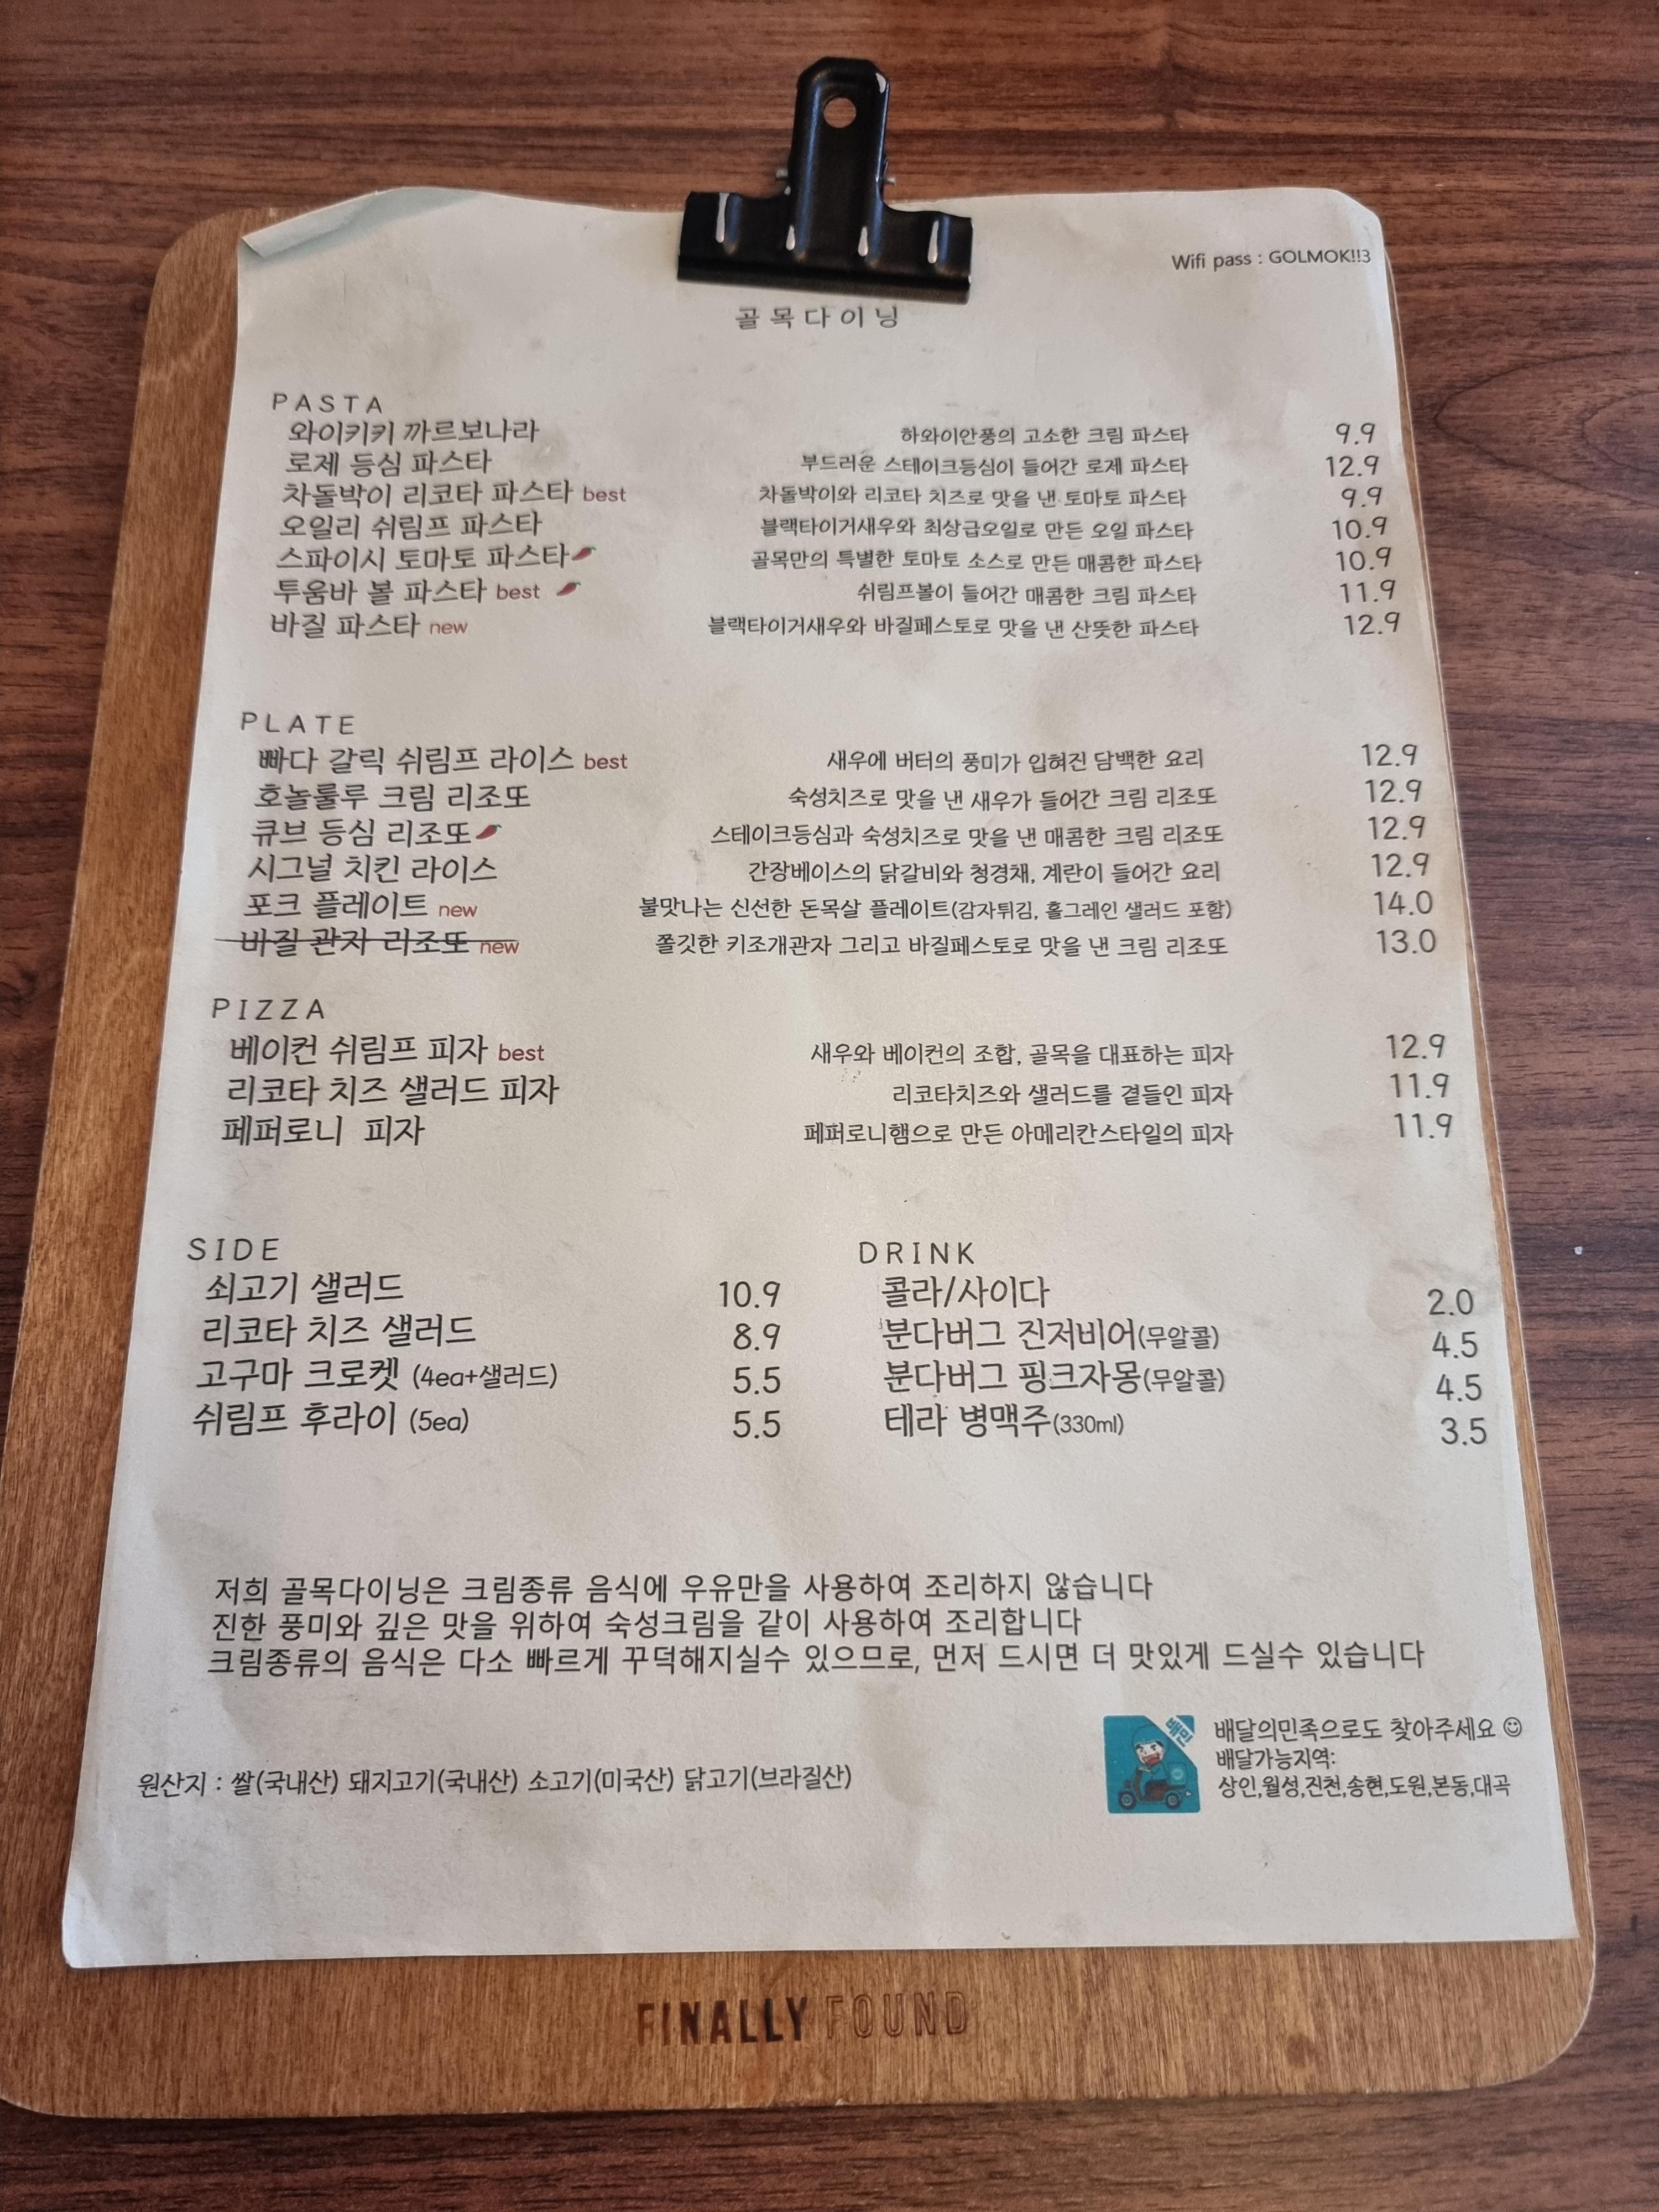 Wifi pass : GOLMOK!!3
골목다이닝
PASTA
와이키키 까르보나라 하와이안풍의 고소한 크림 파스타 9.9
로제 등심 파스타 부드러운 스테이크등심이 들어간 로제 파스타 12.9
차돌박이 리코타 파스타 best 차돌박이와 리코타 치즈로 맛을 낸 토마토 파스타 9.9
오일리 쉬림프 파스타 블랙타이거새우와 최상급오일로 만든 오일 파스타 10.9
스파이시 토마토 파스타 골목만의 특별한 토마토 소스로 만든 매콤한 파스타 10.9
투움바 볼 파스타 best 쉬림프볼이 들어간 매콤한 크림 파스타 11.9
바질 파스타 new 블랙타이거새우와 바질페스토로 맛을 낸 산뜻한 파스타 12.9
PLATE
빠다 갈릭 쉬림프 라이스 best 새우에 버터의 풍미가 입혀진 담백한 요리 12.9
호놀룰루 크림 리조또 숙성치즈로 맛을 낸 새우가 들어간 크림 리조또 12.9
큐브 등심 리조또 스테이크등심과 숙성치즈로 맛을 낸 매콤한 크림 리조또 12.9
시그널 치킨 라이스 간장베이스의 닭갈비와 청경채, 계란이 들어간 요리 12.9
포크 플레이트 new 불맛나는 신선한 돈목살 플레이트(감자튀김, 홀그레인 샐러드 포함) 14.0
바질 관자 리조또 new 쫄깃한 키조개관자 그리고 바질페스토로 맛을 낸 크림 리조또 13.0
PIZZA
베이컨 쉬림프 피자 best 새우와 베이컨의 조합, 골목을 대표하는 피자 12.9
리코타 치즈 샐러드 피자 리코타치즈와 샐러드를 곁들인 피자 11.9
페퍼로니 피자 페퍼로니햄으로 만든 아메리칸스타일의 피자 11.9
SIDE
쇠고기 샐러드 10.9
리코타 치즈 샐러드 8.9
고구마 크로켓 (4ea+샐러드) 5.5
쉬림프 후라이 (5ea) 5.5
DRINK
콜라/사이다 2.0
분다버그 진저비어(무알콜) 4.5
분다버그 핑크자몽(무알콜) 4.5
테라 병맥주(330ml) 3.5
저희 골목다이닝은 크림종류 음식에 우유만을 사용하여 조리하지 않습니다
진한 풍미와 깊은 맛을 위하여 숙성크림을 같이 사용하여 조리합니다
크림종류의 음식은 다소 빠르게 꾸덕해지실수 있으므로, 먼저 드시면 더 맛있게 드실수 있습니다
배민
배달의민족으로도 찾아주세요 ☺
배달가능지역:
상인,월성,진천,송현,도원,본동,대곡
원산지 : 쌀(국내산) 돼지고기(국내산) 소고기(미국산) 닭고기(브라질산)
FINALLY FOUND